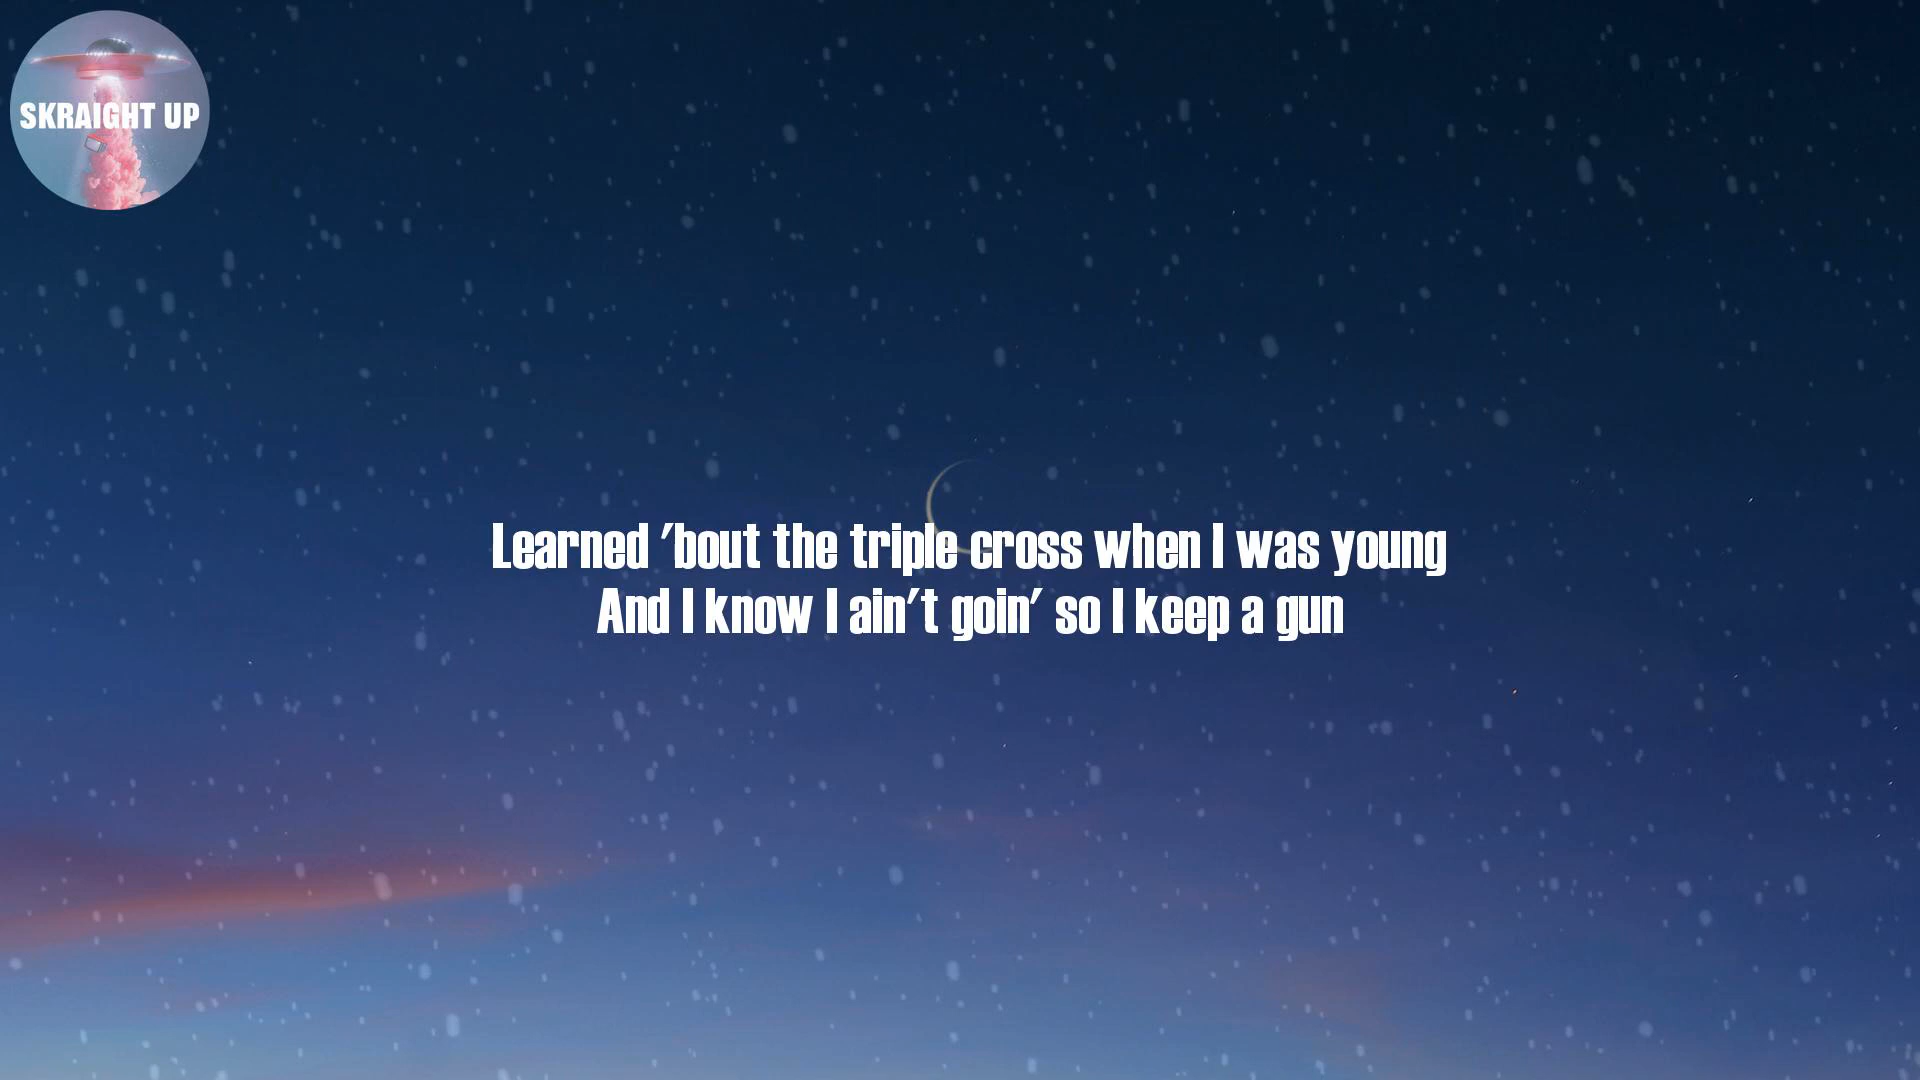 SKRAIGHT UP
Learned 'bout the triple cross when I was young
And I know I ain't goin' so I keep a gun